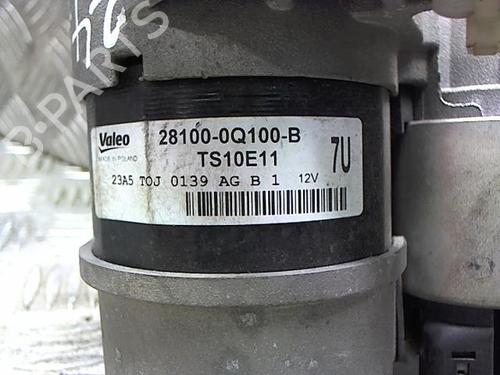 Valeo
MADE IN POLAND
28100-0Q100-B
TS10E11
7U
23A5 TOJ 0139 AG B 1 12V
B-PARTS